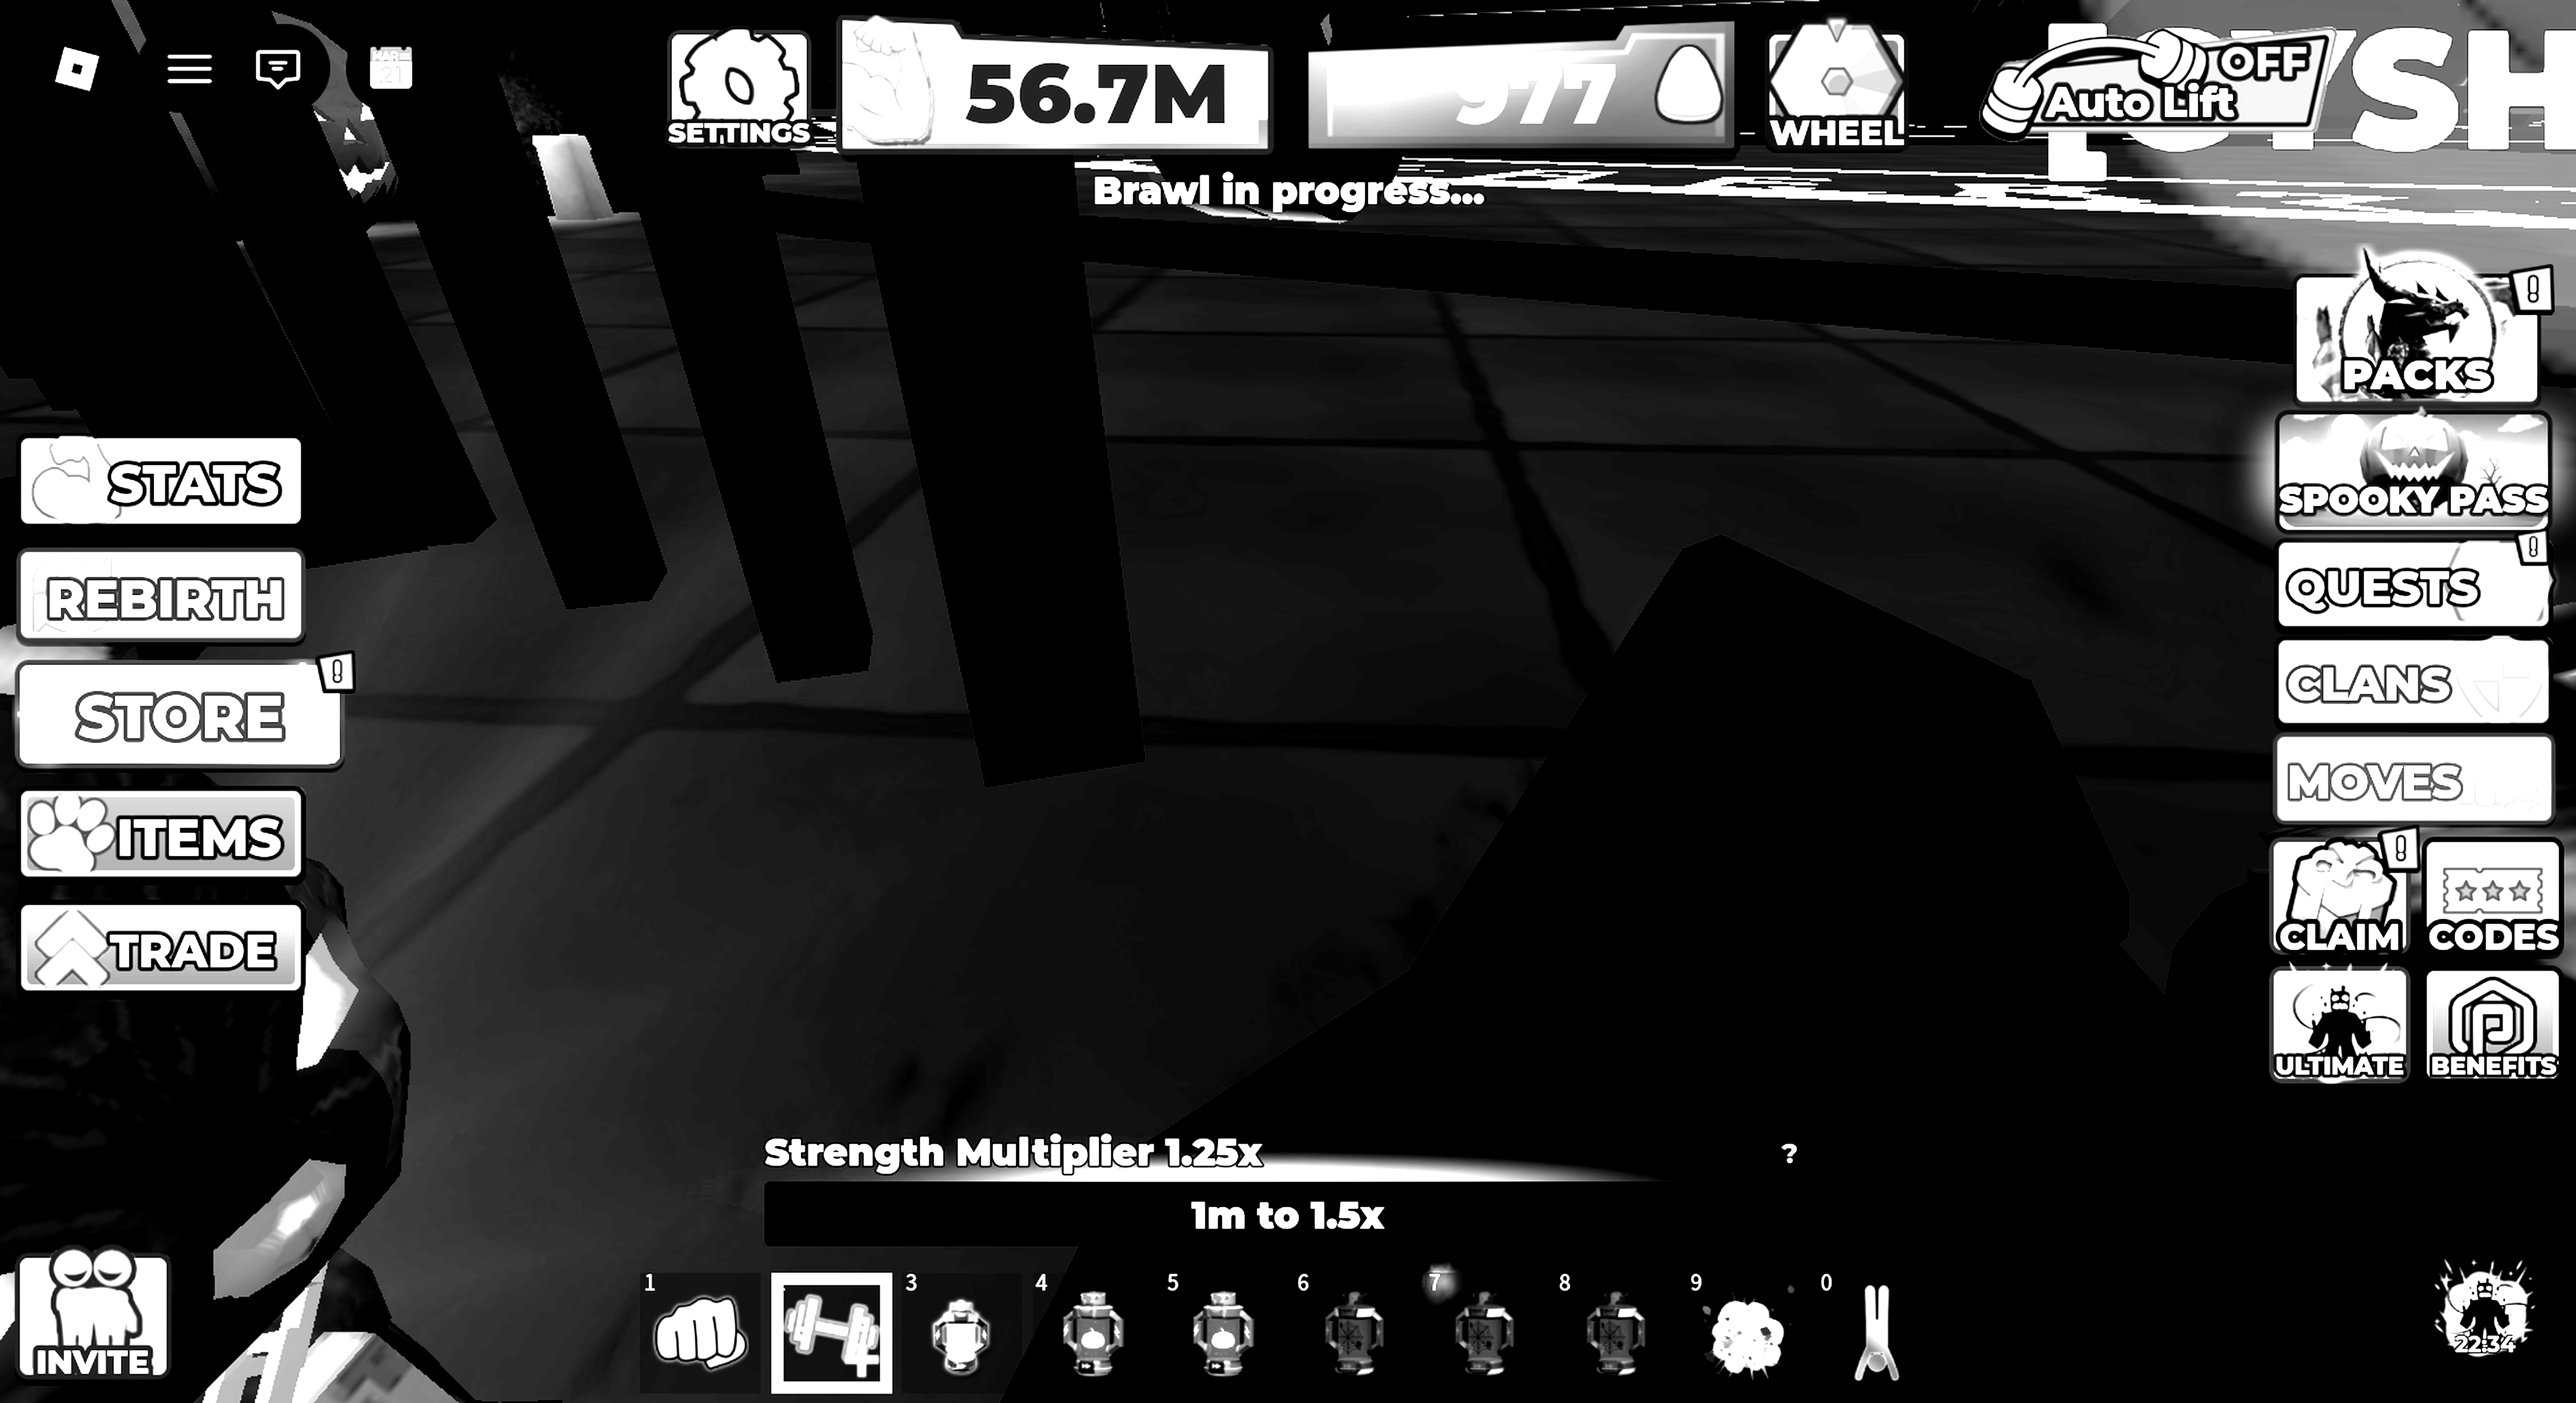 SETTINGS
56.7M
977
WHEEL
OFF
Auto Lift
Brawl in progress...
STATS
REBIRTH
STORE
ITEMS
TRADE
INVITE
PACKS
SPOOKY PASS
QUESTS
CLANS
MOVES
CLAIM
CODES
ULTIMATE
BENEFITS
Strength Multiplier 1.25x
?
1m to 1.5x
1
3
4
5
6
7
8
9
0
22:34